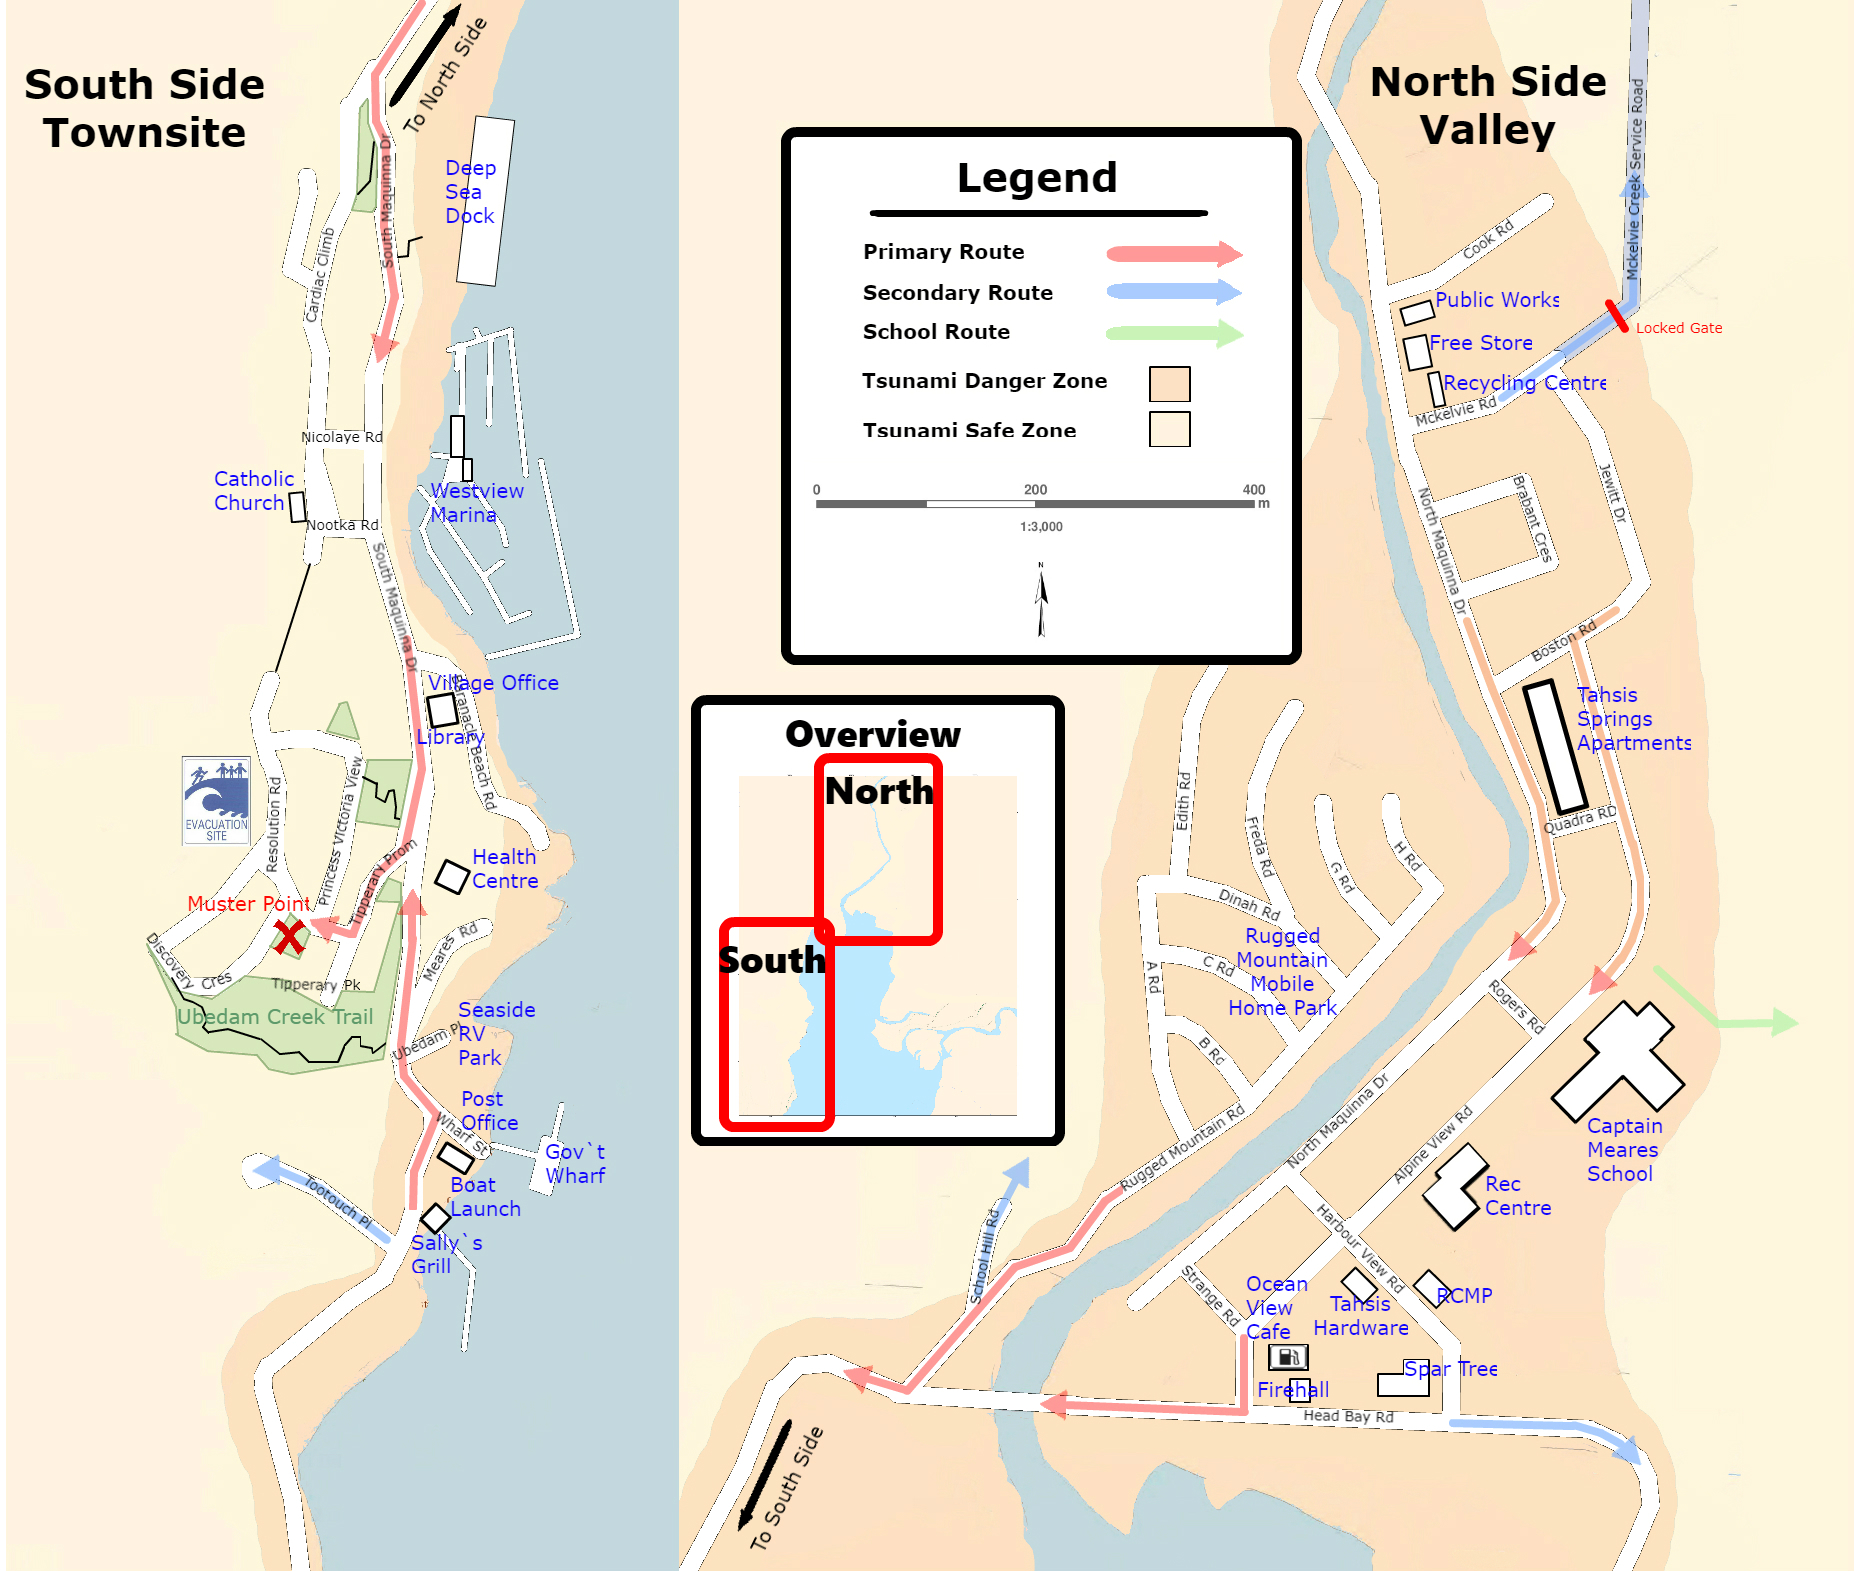 South Side
Townsite
To North Side
South Maquinna Dr
Deep
Sea
Dock
Cardiac Climb
Nicolaye Rd
Catholic
Church
Nootka Rd
Westview
Marina
South Maquinna Dr
Village Office
Library
Baranacle Beach Rd
EVACUATION
SITE
Resolution Rd
Princess Victoria View
Tipperary Prom
Health
Centre
Muster Point
Discovery
Cres
Tipperary Pk
Meares Rd
Ubedam Creek Trail
Seaside
RV
Park
Ubedam Pl
Post
Office
Wharf St
Gov`t
Wharf
Tootouch Pl
Boat
Launch
Sally`s
Grill
Legend
Primary Route
Secondary Route
School Route
Tsunami Danger Zone
Tsunami Safe Zone
0
200
400
m
1:3,000
N
Overview
North
South
North Side
Valley
Mckelvie Creek Service Road
Cook Rd
Public Works
Locked Gate
Free Store
Recycling Centre
Mckelvie Rd
Jewitt Dr
Brabant Cres
North Maquinna Dr
Boston Rd
Tahsis
Springs
Apartments
Quadra RD
Edith Rd
Freda Rd
G Rd
H Rd
Dinah Rd
Rugged
Mountain
Mobile
Home Park
A Rd
C Rd
B Rd
Rogers Rd
North Maquinna Dr
Alpine View Rd
Captain
Meares
School
Rec
Centre
Rugged Mountain Rd
School Hill Rd
Harbour View Rd
Strange Rd
Ocean
View
Cafe
Tahsis
Hardware
RCMP
Firehall
Spar Tree
Head Bay Rd
To South Side